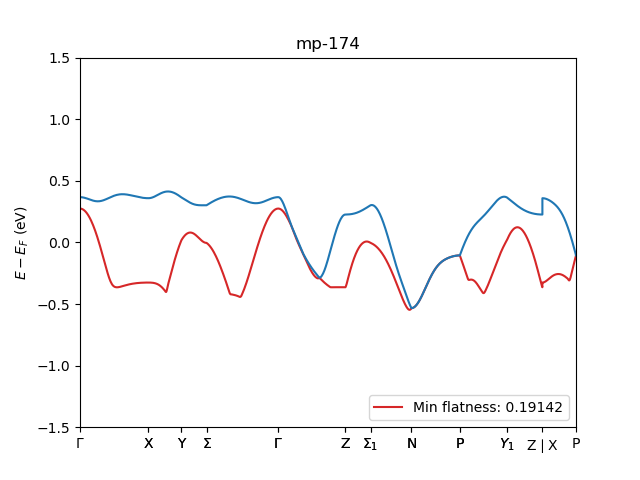 mp-174
E − E_F (eV)
1.5
1.0
0.5
0.0
−0.5
−1.0
−1.5
Min flatness: 0.19142
Γ X Y Σ Γ Z Σ₁ N P Y₁ Z | X P